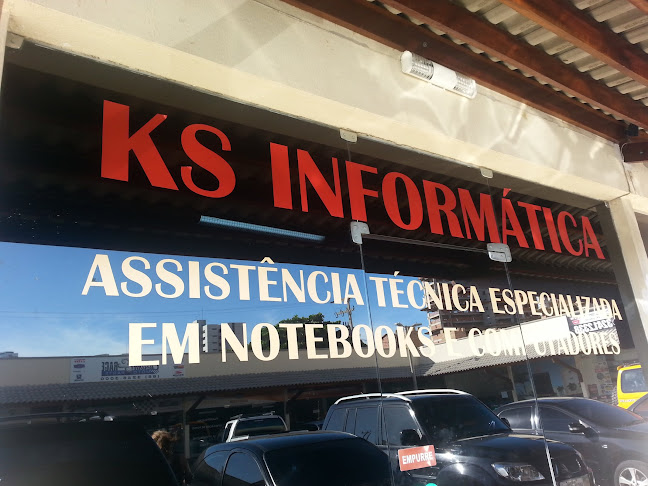 KS INFORMÁTICA
ASSISTÊNCIA TÉCNICA ESPECIALIZADA
EM NOTEBOOKS E COMPUTADORES
EMPURRE